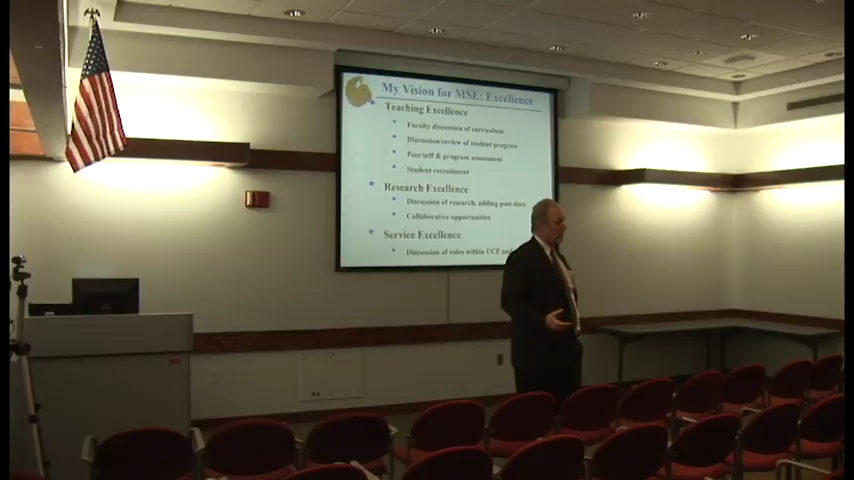 My Vision for MSE: Excellence
Teaching Excellence
Faculty discussion of curriculum
Discussion/review of student progress
Peer/self & program assessment
Student recruitment
Research Excellence
Discussion of research, adding post-docs
Collaborative opportunities
Service Excellence
Discussion of roles within UCF and